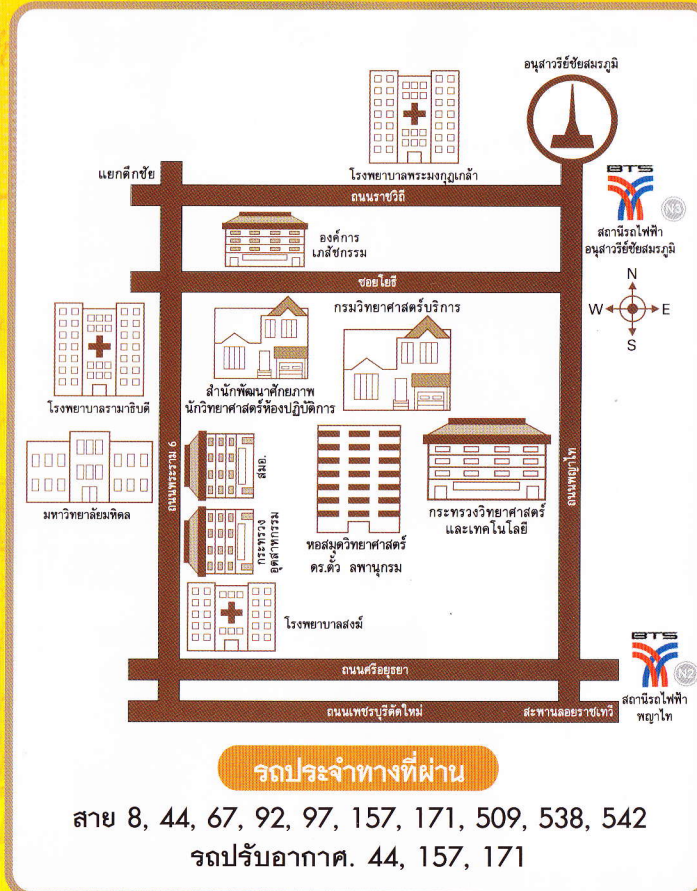 อนุสาวรีย์ชัยสมรภูมิ
โรงพยาบาลพระมงกุฎเกล้า
แยกตึกชัย
ถนนราชวิถี
BTS
N3
สถานีรถไฟฟ้า
อนุสาวรีย์ชัยสมรภูมิ
องค์การ
เภสัชกรรม
ซอยโยธี
N
W
E
S
กรมวิทยาศาสตร์บริการ
สำนักพัฒนาศักยภาพ
นักวิทยาศาสตร์ห้องปฏิบัติการ
โรงพยาบาลรามาธิบดี
ถนนพระราม 6
สมอ.
ถนนพญาไท
มหาวิทยาลัยมหิดล
กระทรวงวิทยาศาสตร์
และเทคโนโลยี
กระทรวง
อุตสาหกรรม
หอสมุดวิทยาศาสตร์
ดร.ตั้ว ลพานุกรม
โรงพยาบาลสงฆ์
ถนนศรีอยุธยา
BTS
N2
สถานีรถไฟฟ้า
พญาไท
ถนนเพชรบุรีตัดใหม่
สะพานลอยราชเทวี
รถประจำทางที่ผ่าน
สาย 8, 44, 67, 92, 97, 157, 171, 509, 538, 542
รถปรับอากาศ. 44, 157, 171